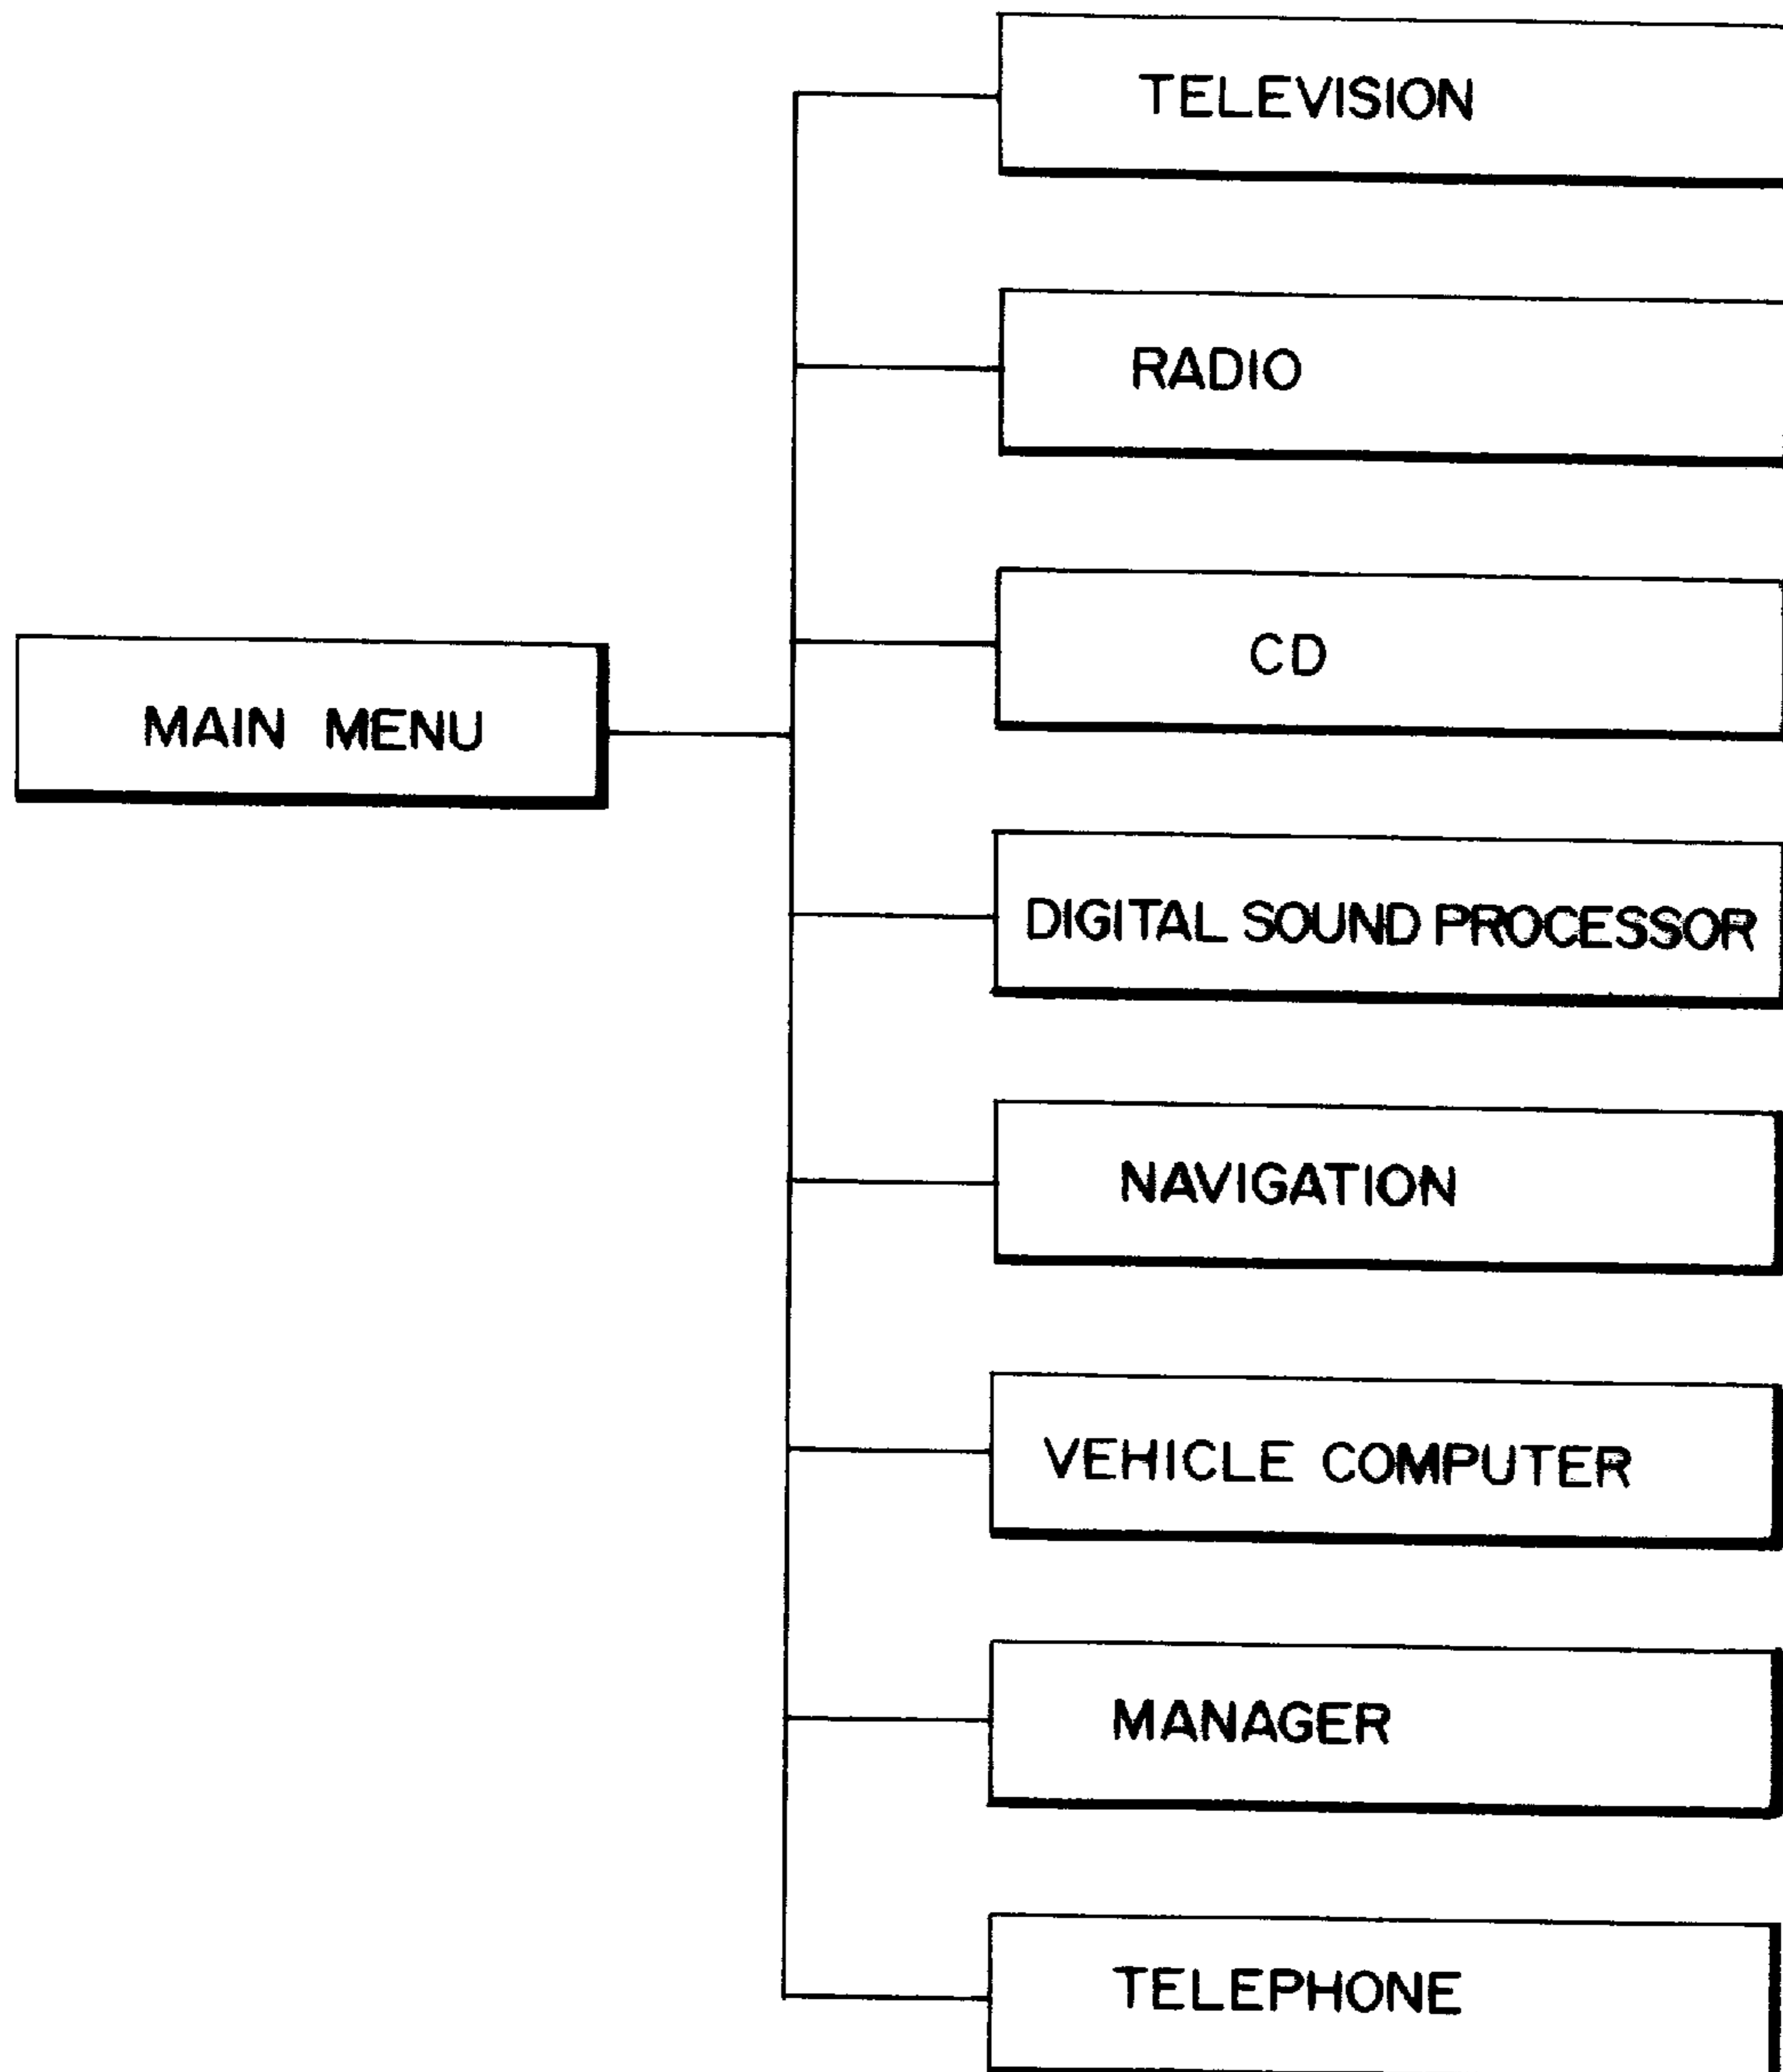 TELEVISION
RADIO
CD
MAIN MENU
DIGITAL SOUND PROCESSOR
NAVIGATION
VEHICLE COMPUTER
MANAGER
TELEPHONE